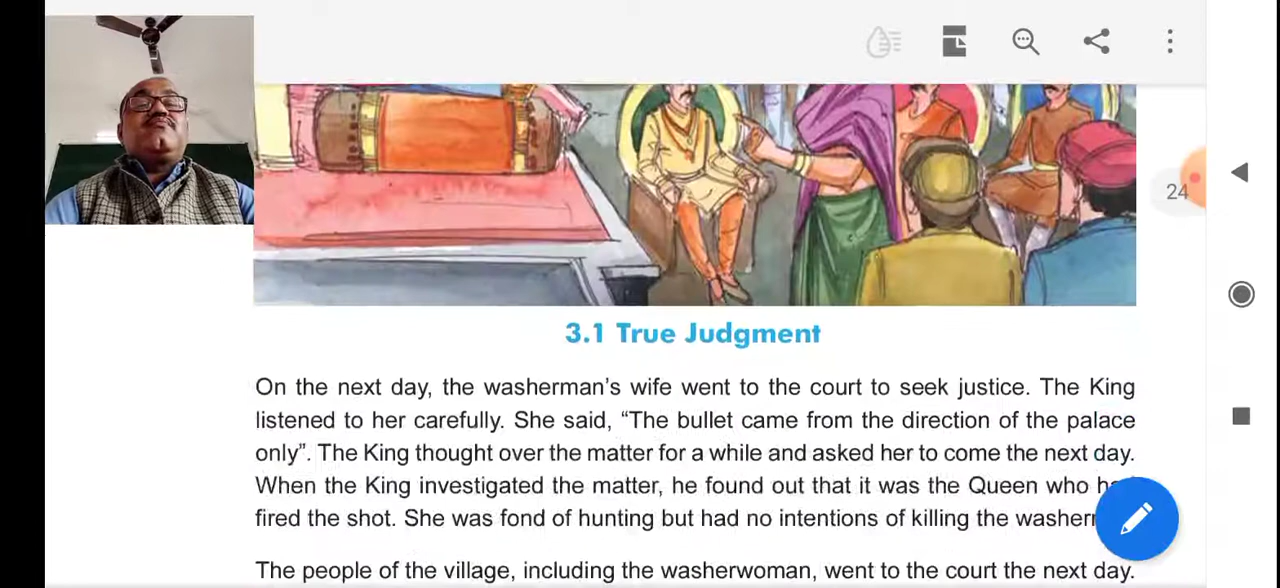 24
3.1 True Judgment
On the next day, the washerman's wife went to the court to seek justice. The King
listened to her carefully. She said, “The bullet came from the direction of the palace
only”. The King thought over the matter for a while and asked her to come the next day.
When the King investigated the matter, he found out that it was the Queen who
fired the shot. She was fond of hunting but had no intentions of killing the
The people of the village, including the washerwoman, went to the court the next day.